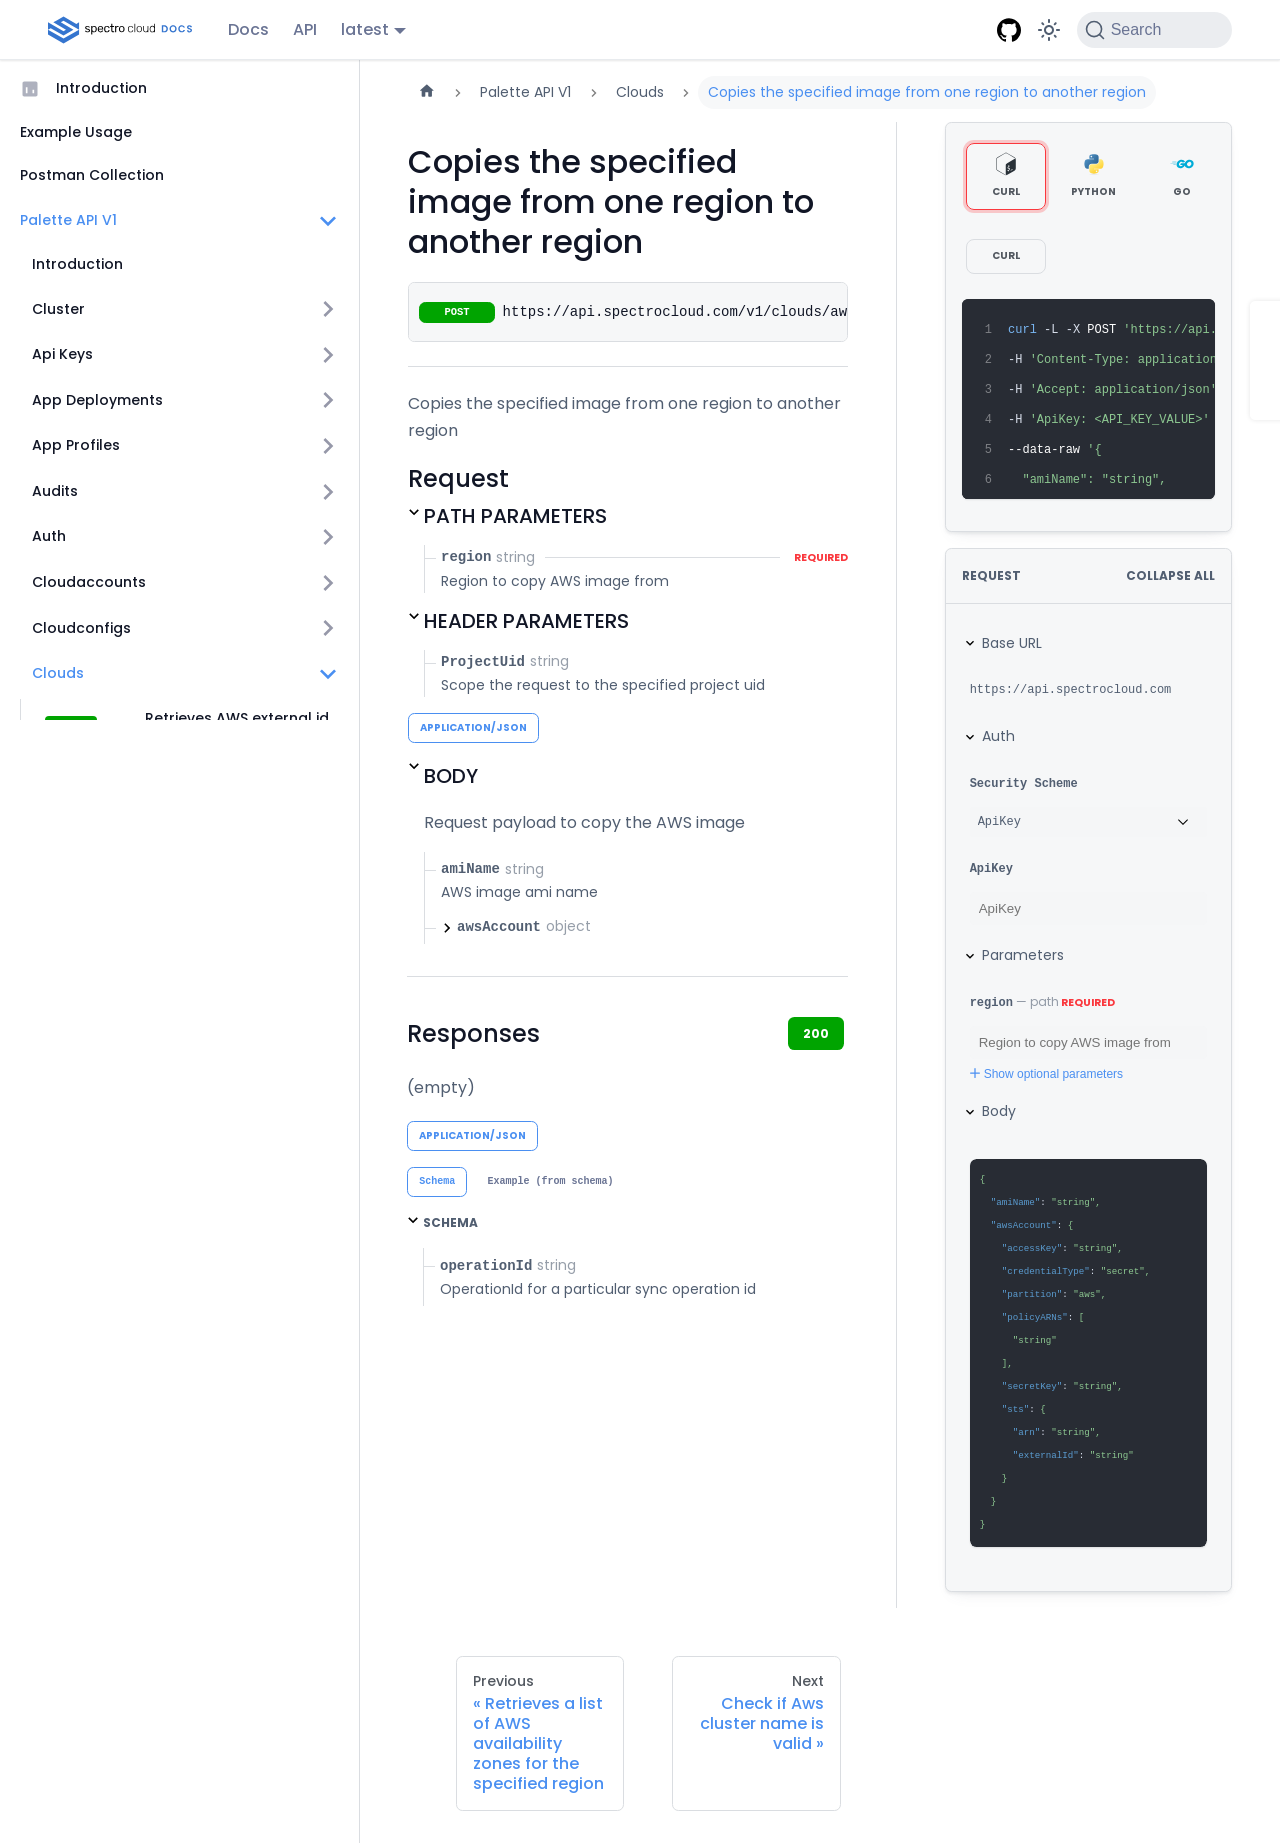 spectro cloud DOCS
Docs
API
latest
Search
Introduction
Example Usage
Postman Collection
Palette API V1
Introduction
Cluster
Api Keys
App Deployments
App Profiles
Audits
Auth
Cloudaccounts
Cloudconfigs
Clouds
Retrieves AWS external id
Palette API V1
Clouds
Copies the specified image from one region to another region
Copies the specified
image from one region to
another region
POST https://api.spectrocloud.com/v1/clouds/aw
Copies the specified image from one region to another
region
Request
PATH PARAMETERS
region string REQUIRED
Region to copy AWS image from
HEADER PARAMETERS
ProjectUid string
Scope the request to the specified project uid
APPLICATION/JSON
BODY
Request payload to copy the AWS image
amiName string
AWS image ami name
awsAccount object
Responses
200
(empty)
APPLICATION/JSON
Schema
Example (from schema)
SCHEMA
operationId string
OperationId for a particular sync operation id
CURL
PYTHON
GO
CURL
1 curl -L -X POST 'https://api.
2 -H 'Content-Type: application
3 -H 'Accept: application/json'
4 -H 'ApiKey: <API_KEY_VALUE>'
5 --data-raw '{
6 "amiName": "string",
REQUEST
COLLAPSE ALL
Base URL
https://api.spectrocloud.com
Auth
Security Scheme
ApiKey
ApiKey
ApiKey
Parameters
region — path REQUIRED
Region to copy AWS image from
Show optional parameters
Body
{
"amiName": "string",
"awsAccount": {
"accessKey": "string",
"credentialType": "secret",
"partition": "aws",
"policyARNs": [
"string"
],
"secretKey": "string",
"sts": {
"arn": "string",
"externalId": "string"
}
}
}
Previous
« Retrieves a list
of AWS
availability
zones for the
specified region
Next
Check if Aws
cluster name is
valid »